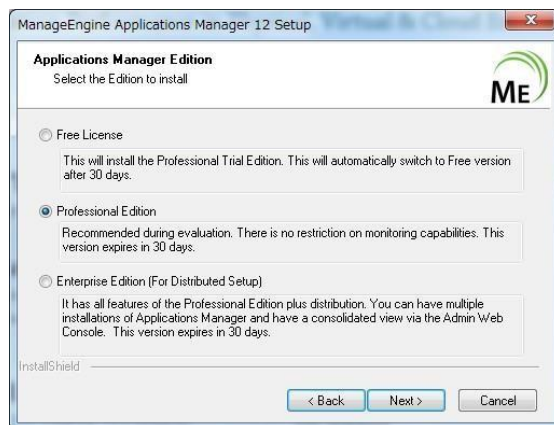 ManageEngine Applications Manager 12 Setup
Virtual & Cloud
Applications Manager Edition
Select the Edition to install
ME
Free License
This will install the Professional Trial Edition. This will automatically switch to Free version
after 30 days.
Professional Edition
Recommended during evaluation. There is no restriction on monitoring capabilities. This
version expires in 30 days.
Enterprise Edition (For Distributed Setup)
It has all features of the Professional Edition plus distribution. You can have multiple
installations of Applications Manager and have a consolidated view via the Admin Web
Console. This version expires in 30 days.
InstallShield
< Back
Next >
Cancel